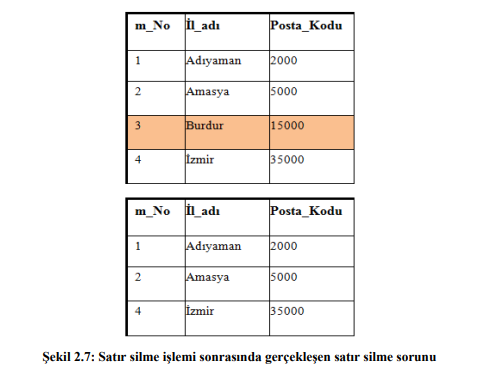 m_No İl_adı Posta_Kodu
1 Adıyaman 2000
2 Amasya 5000
3 Burdur 15000
4 İzmir 35000
m_No İl_adı Posta_Kodu
1 Adıyaman 2000
2 Amasya 5000
4 İzmir 35000
Şekil 2.7: Satır silme işlemi sonrasında gerçekleşen satır silme sorunu